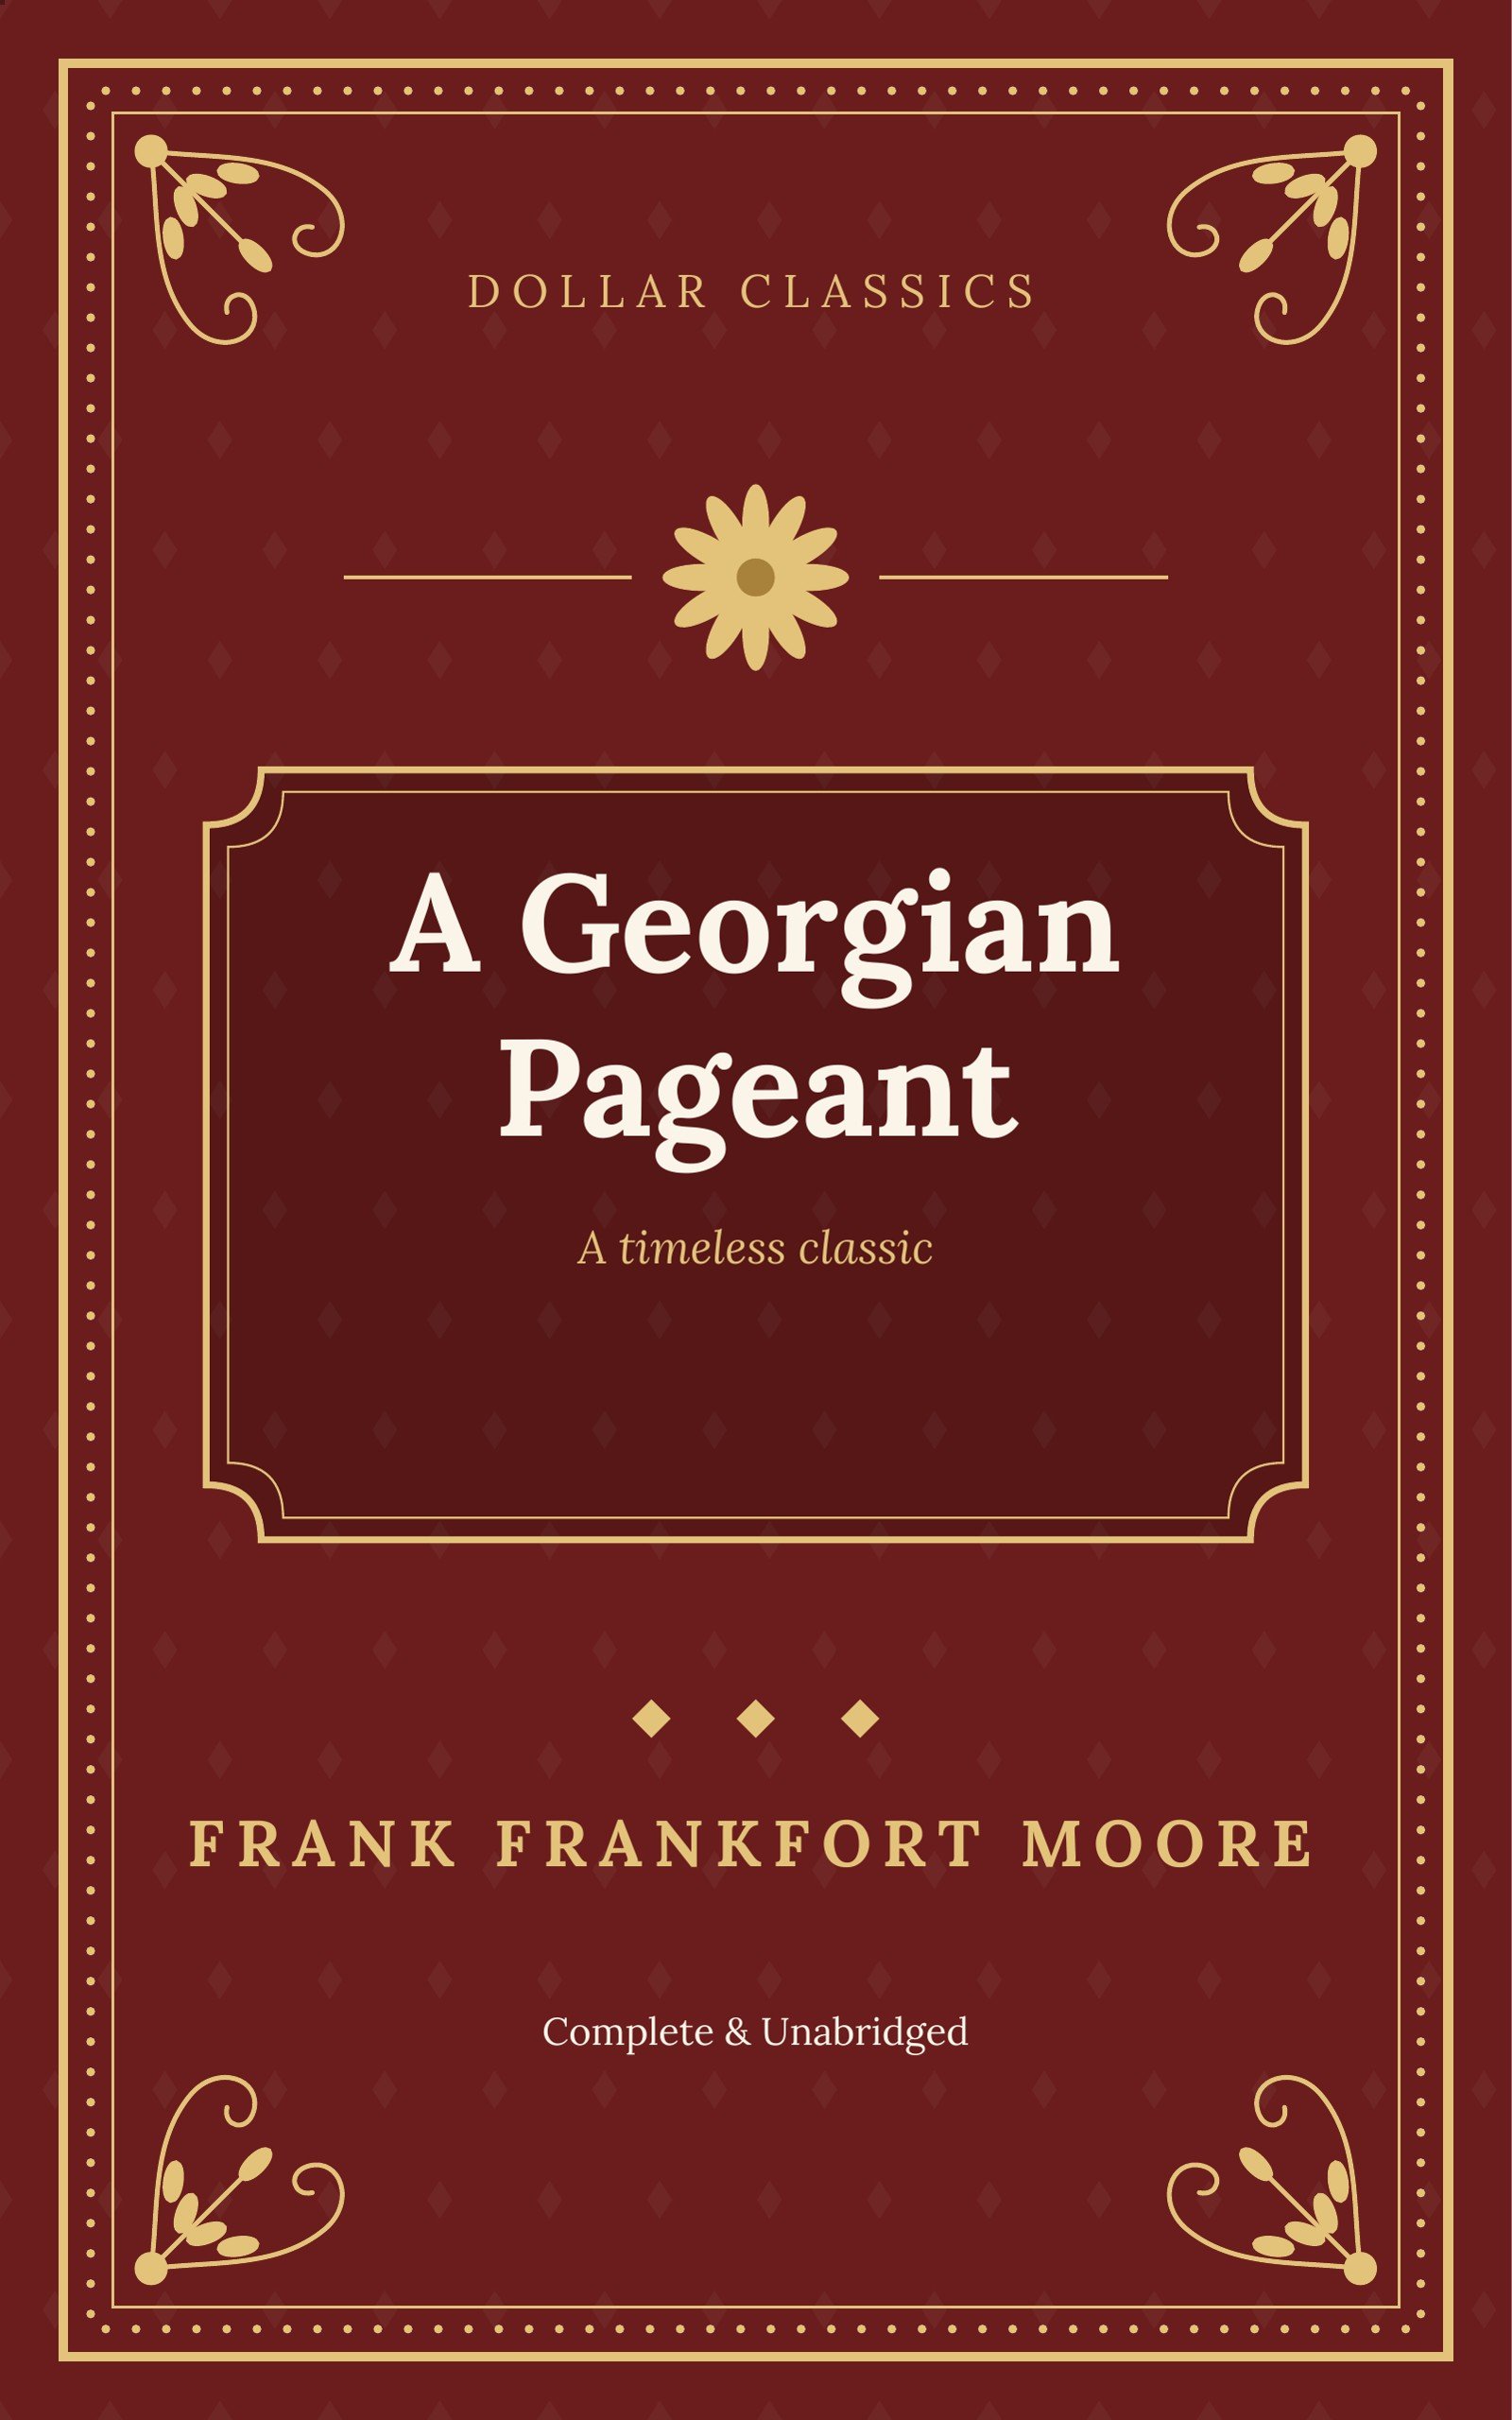 DOLLAR CLASSICS
A Georgian
Pageant
A timeless classic
FRANK FRANKFORT MOORE
Complete & Unabridged